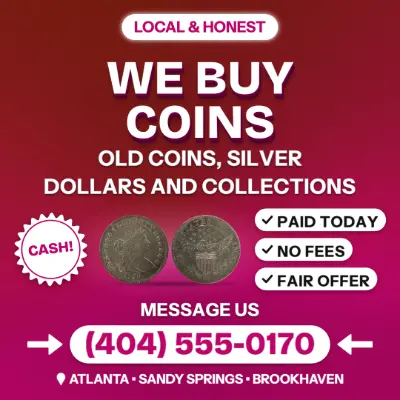 LOCAL & HONEST
WE BUY
COINS
OLD COINS, SILVER
DOLLARS AND COLLECTIONS
CASH!
✓ PAID TODAY
✓ NO FEES
✓ FAIR OFFER
MESSAGE US
(404) 555-0170
ATLANTA • SANDY SPRINGS • BROOKHAVEN